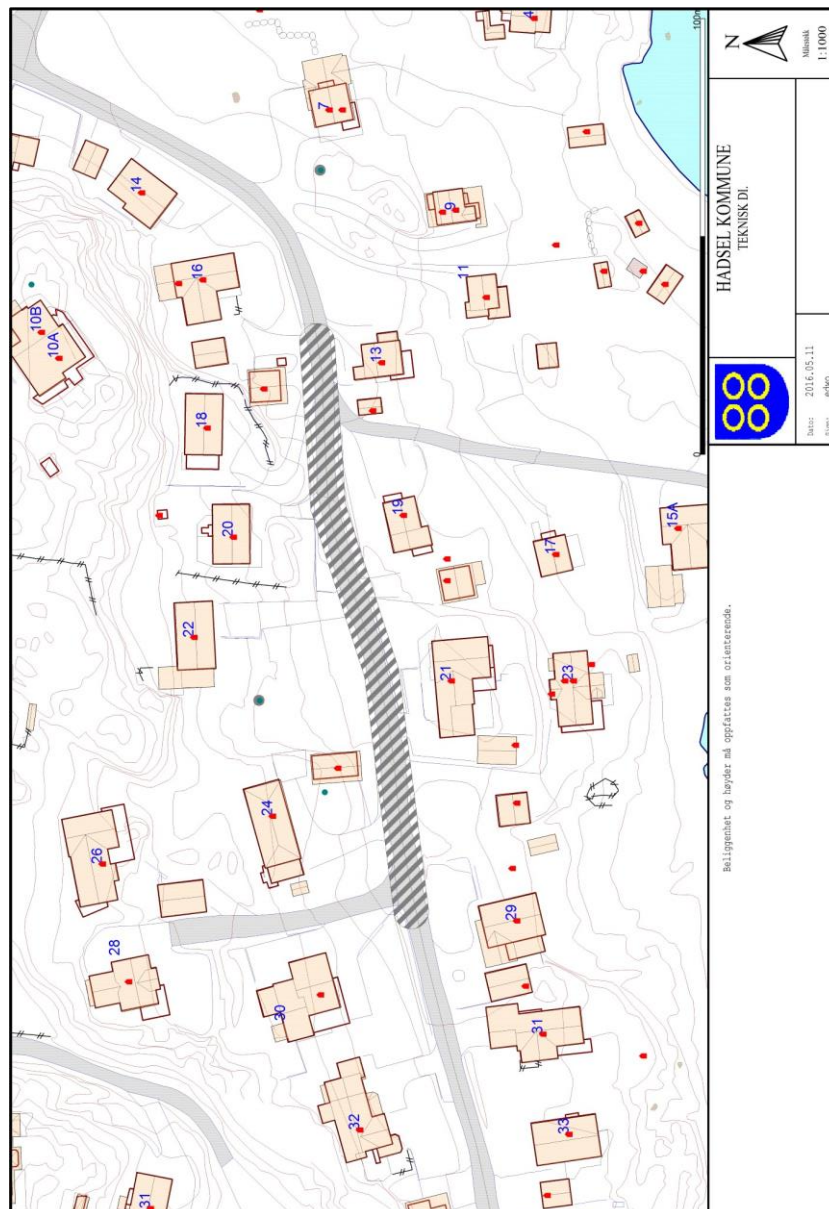 4
7
14
9
10B
10A
16
11
13
18
19
20
17
15A
22
21
23
24
26
29
28
30
31
32
33
31
100m
0
N
Målestokk
1:1000
HADSEL KOMMUNE
TEKNISK DI.
Dato: 2016.05.11
Beliggenhet og høyder må oppfattes som orienterende.